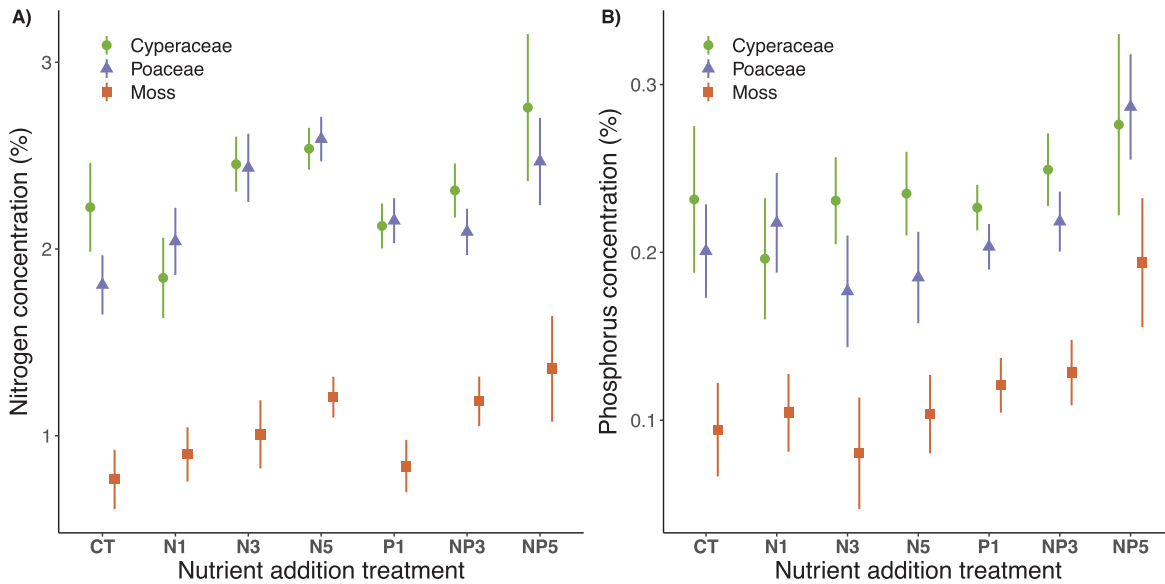 A)
Cyperaceae
Poaceae
Moss
Nitrogen concentration (%)
3
2
1
CT N1 N3 N5 P1 NP3 NP5
Nutrient addition treatment
B)
Cyperaceae
Poaceae
Moss
Phosphorus concentration (%)
0.3
0.2
0.1
CT N1 N3 N5 P1 NP3 NP5
Nutrient addition treatment